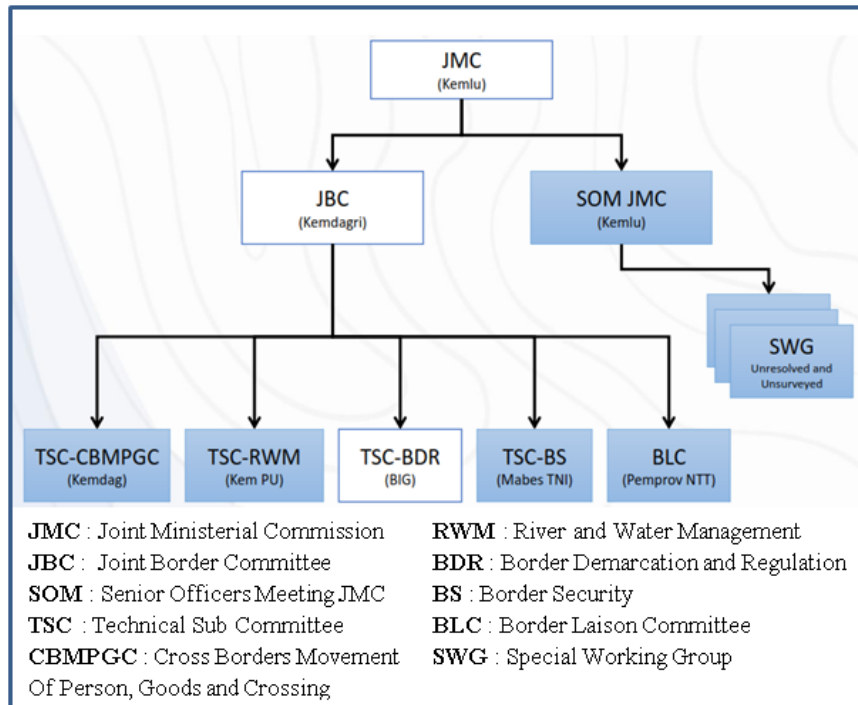 JMC
(Kemlu)
JBC
(Kemdagri)
SOM JMC
(Kemlu)
SWG
Unresolved and
Unsurveyed
TSC-CBMPGC
(Kemdag)
TSC-RWM
(Kem PU)
TSC-BDR
(BIG)
TSC-BS
(Mabes TNI)
BLC
(Pemprov NTT)
JMC : Joint Ministerial Commission
JBC : Joint Border Committee
SOM : Senior Officers Meeting JMC
TSC : Technical Sub Committee
CBMPGC : Cross Borders Movement
Of Person, Goods and Crossing
RWM : River and Water Management
BDR : Border Demarcation and Regulation
BS : Border Security
BLC : Border Laison Committee
SWG : Special Working Group